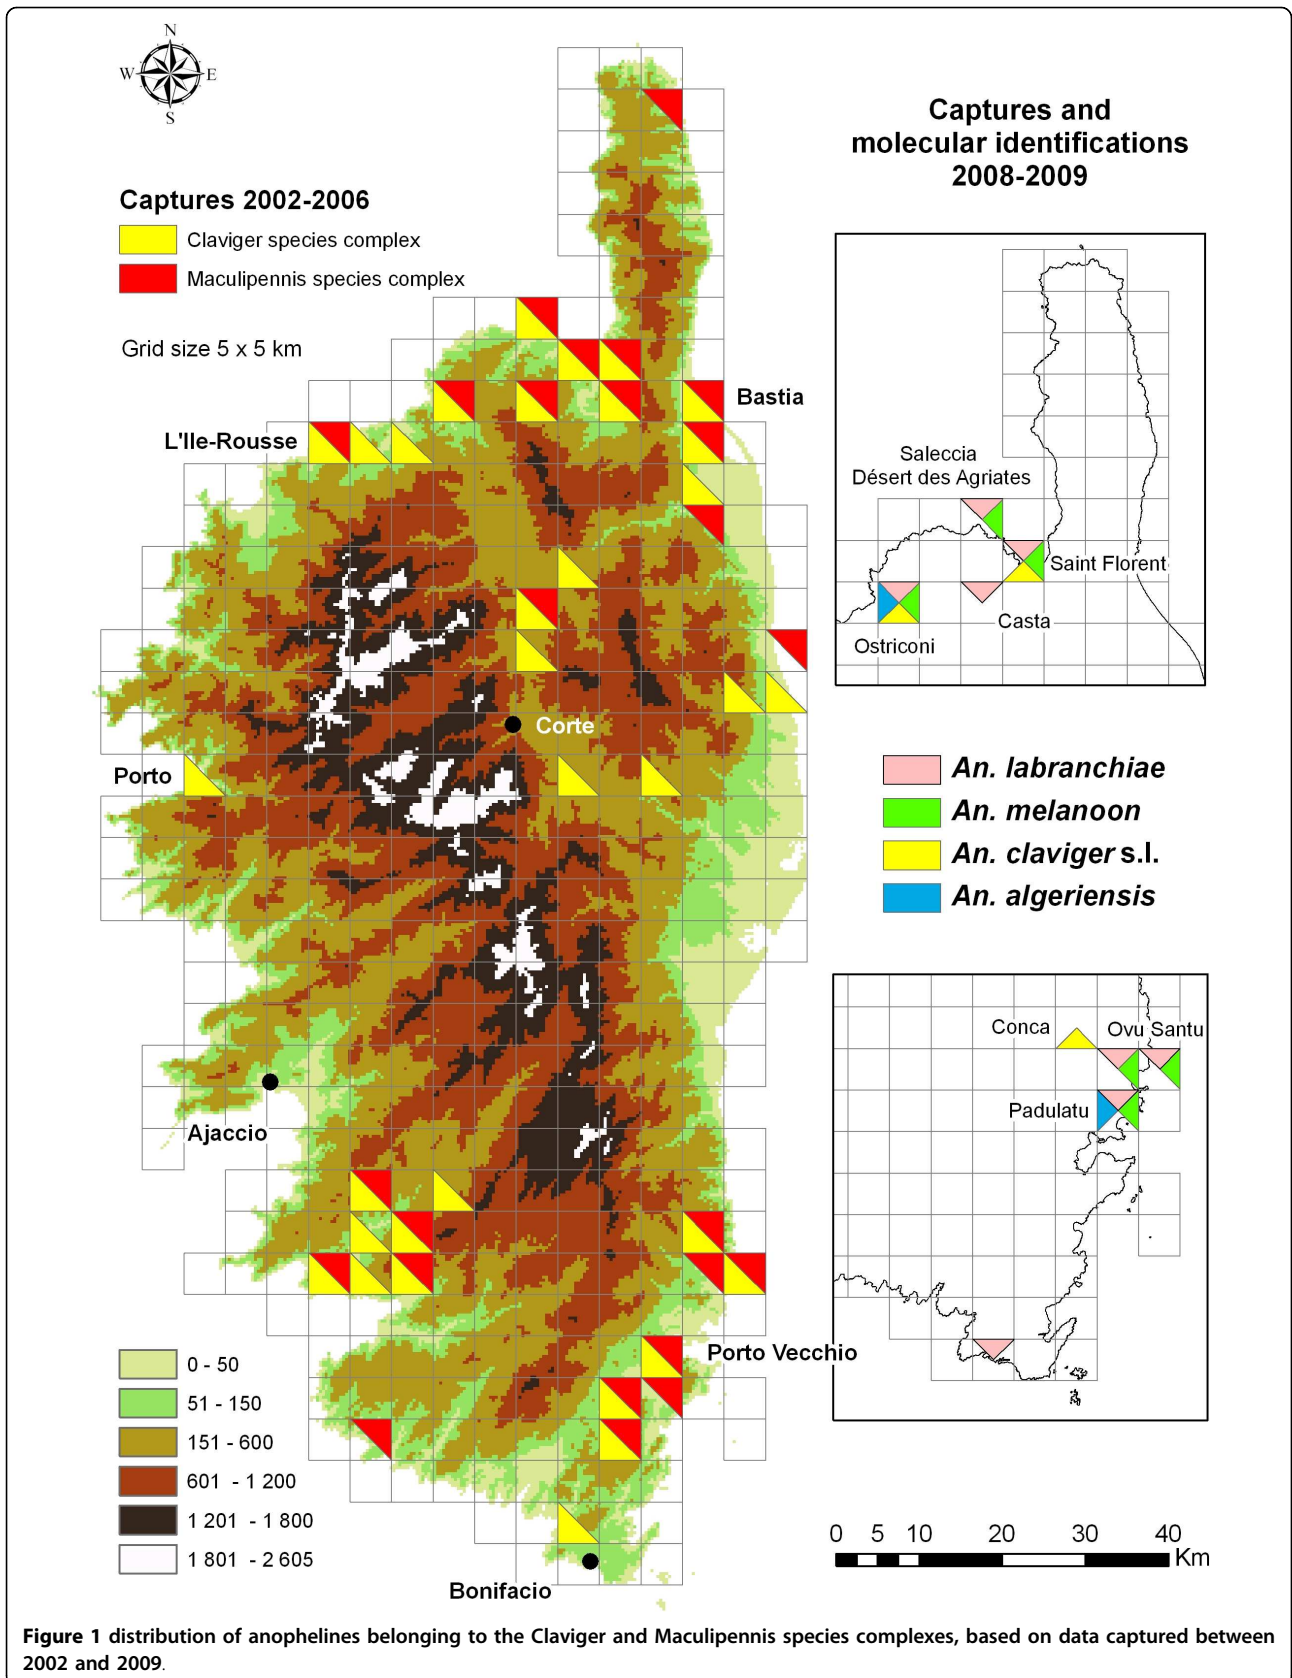 N
W E
S
Captures 2002-2006
Claviger species complex
Maculipennis species complex
Grid size 5 x 5 km
Bastia
L'Ile-Rousse
Corte
Porto
Ajaccio
Porto Vecchio
Bonifacio
0 - 50
51 - 150
151 - 600
601 - 1 200
1 201 - 1 800
1 801 - 2 605
Captures and
molecular identifications
2008-2009
Saleccia
Désert des Agriates
Saint Florent
Casta
Ostriconi
An. labranchiae
An. melanoon
An. claviger s.l.
An. algeriensis
Conca Ovu Santu
Padulatu
0 5 10 20 30 40
Km
Figure 1 distribution of anophelines belonging to the Claviger and Maculipennis species complexes, based on data captured between
2002 and 2009.